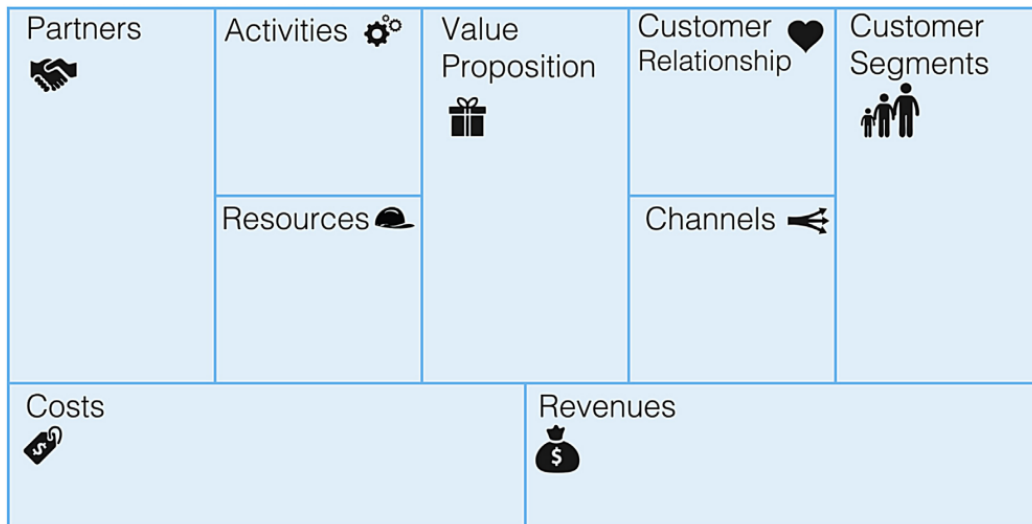 Partners
Activities
Value
Proposition
Customer
Relationship
Customer
Segments
Resources
Channels
Costs
$
Revenues
$